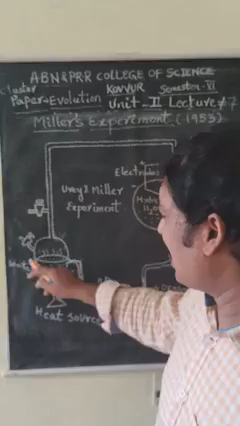 ABN & PRR COLLEGE OF SCIENCE
Cluster KOVVUR Semester-VI
Paper-Evolution Unit-II Lecture #7
Miller's Experiment (1953)
Electrodes
Urey & Miller
Experiment
Heat source